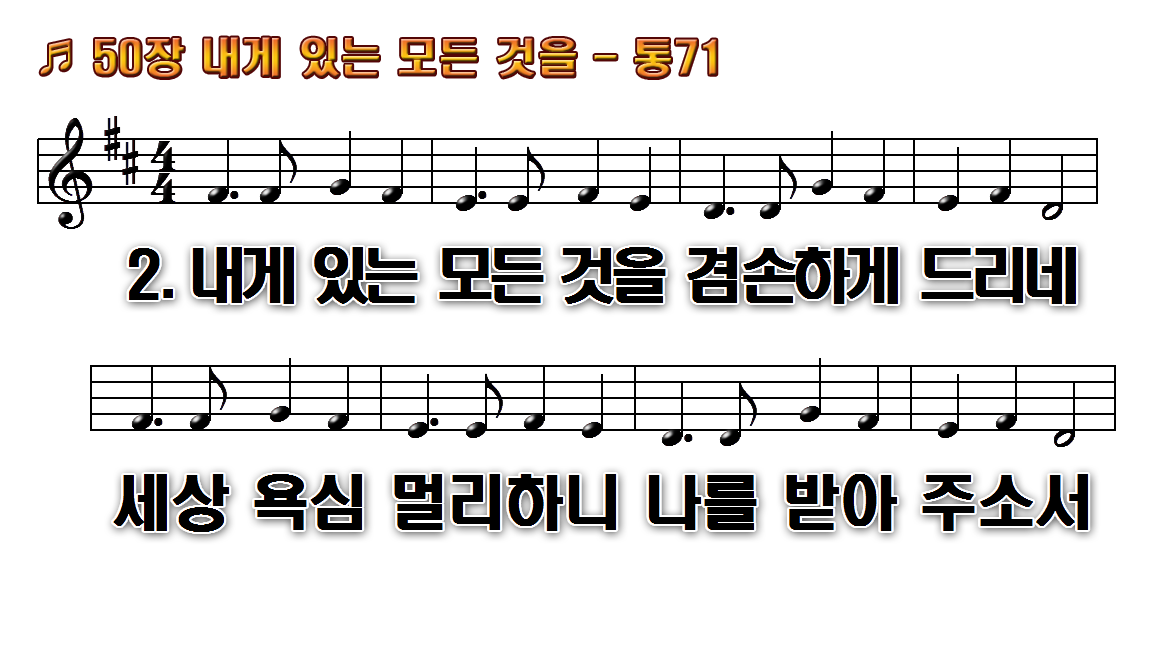 ♬ 50장 내게 있는 모든 것을 - 통71
2. 내게 있는 모든 것을 겸손하게 드리네
세상 욕심 멀리하니 나를 받아 주소서